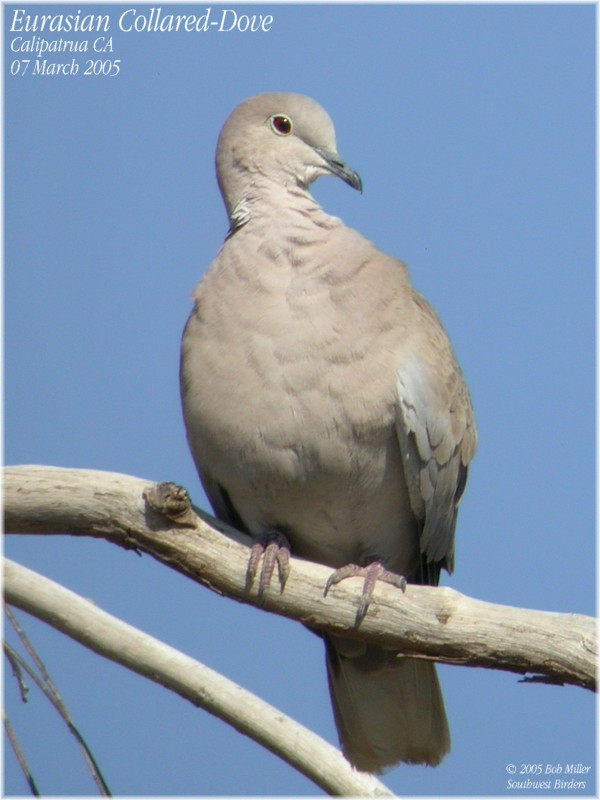 Eurasian Collared-Dove
Calipatrua CA
07 March 2005
© 2005 Bob Miller
Southwest Birders